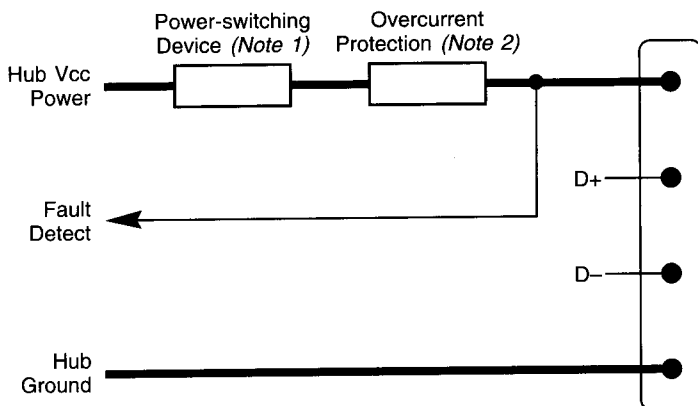 Power-switching
Device (Note 1)
Overcurrent
Protection (Note 2)
Hub Vcc
Power
D+
Fault
Detect
D–
Hub
Ground